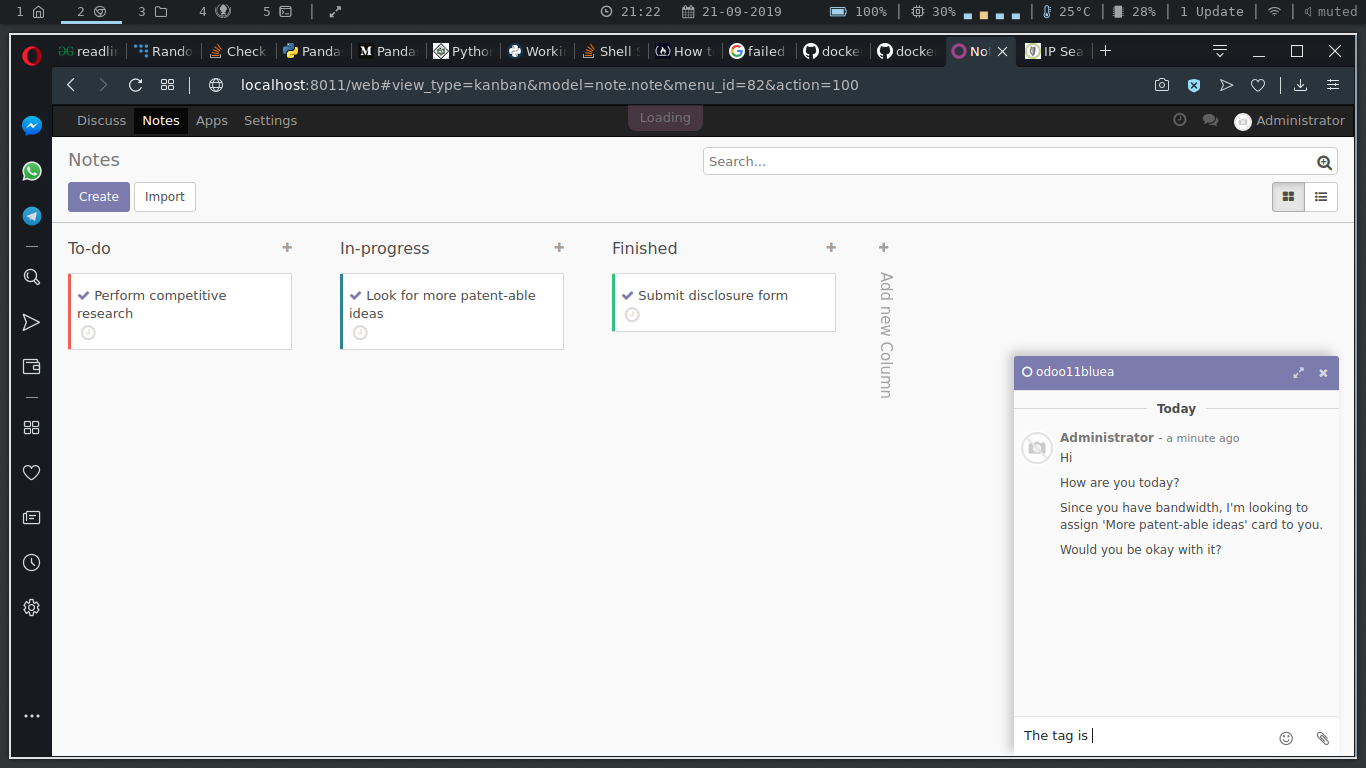 1 2 3 4 5 21:22 21-09-2019 100% 30% 25°C 28% 1 Update muted
readli Rando Check Panda Panda Pytho Worki Shell S How t failed docke docke Not IP Sea
localhost:8011/web#view_type=kanban&model=note.note&menu_id=82&action=100
Discuss Notes Apps Settings Loading Administrator
Notes Search...
Create Import
To-do In-progress Finished
Perform competitive
research
Look for more patent-able
ideas
Submit disclosure form
Add new Column
odoo11bluea
Today
Administrator - a minute ago
Hi
How are you today?
Since you have bandwidth, I'm looking to
assign 'More patent-able ideas' card to you.
Would you be okay with it?
The tag is